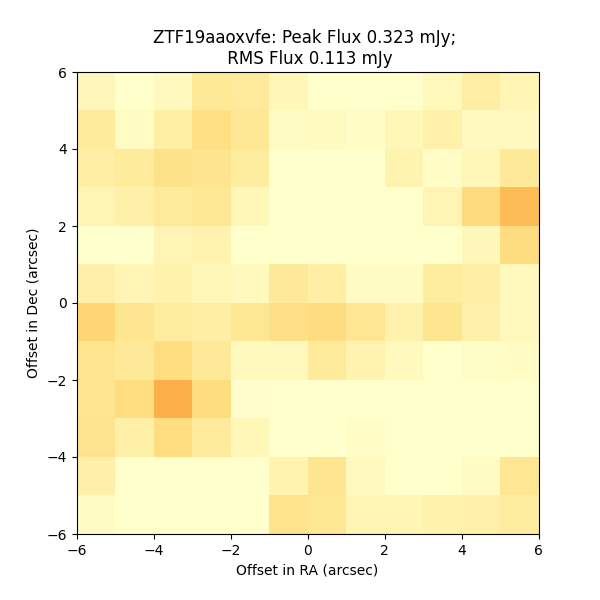 ZTF19aaoxvfe: Peak Flux 0.323 mJy;
RMS Flux 0.113 mJy
6
4
2
0
−2
−4
−6
Offset in Dec (arcsec)
−6 −4 −2 0 2 4 6
Offset in RA (arcsec)